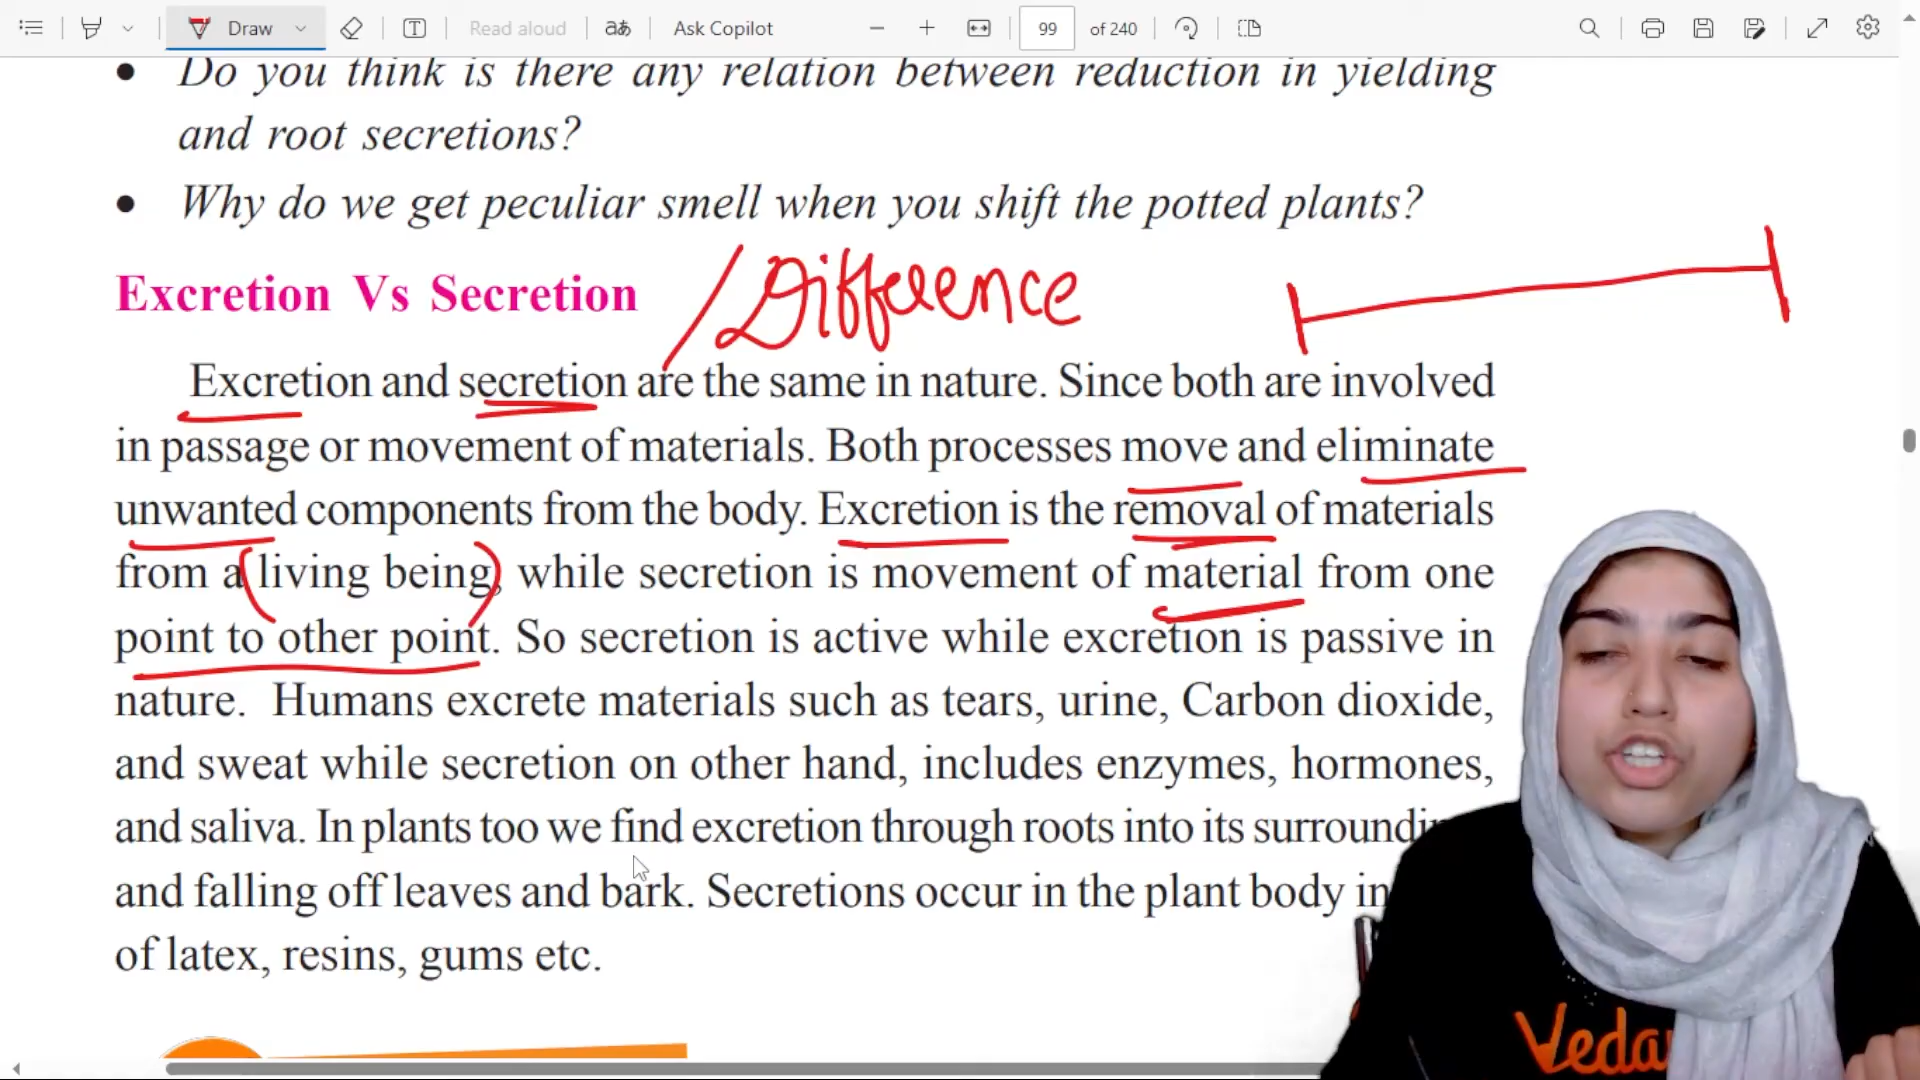 Draw
Read aloud
aあ
Ask Copilot
99
of 240
• Do you think is there any relation between reduction in yielding
and root secretions?
• Why do we get peculiar smell when you shift the potted plants?
Excretion Vs Secretion
/Difference
Excretion and secretion are the same in nature. Since both are involved
in passage or movement of materials. Both processes move and eliminate
unwanted components from the body. Excretion is the removal of materials
from a (living being), while secretion is movement of material from one
point to other point. So secretion is active while excretion is passive in
nature. Humans excrete materials such as tears, urine, Carbon dioxide,
and sweat while secretion on other hand, includes enzymes, hormones,
and saliva. In plants too we find excretion through roots into its
and falling off leaves and bark. Secretions occur in the plant body
of latex, resins, gums etc.